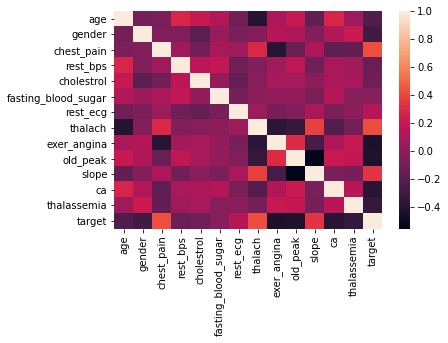 age
gender
chest_pain
rest_bps
cholestrol
fasting_blood_sugar
rest_ecg
thalach
exer_angina
old_peak
slope
ca
thalassemia
target
age
gender
chest_pain
rest_bps
cholestrol
fasting_blood_sugar
rest_ecg
thalach
exer_angina
old_peak
slope
ca
thalassemia
target
1.0
0.8
0.6
0.4
0.2
0.0
−0.2
−0.4